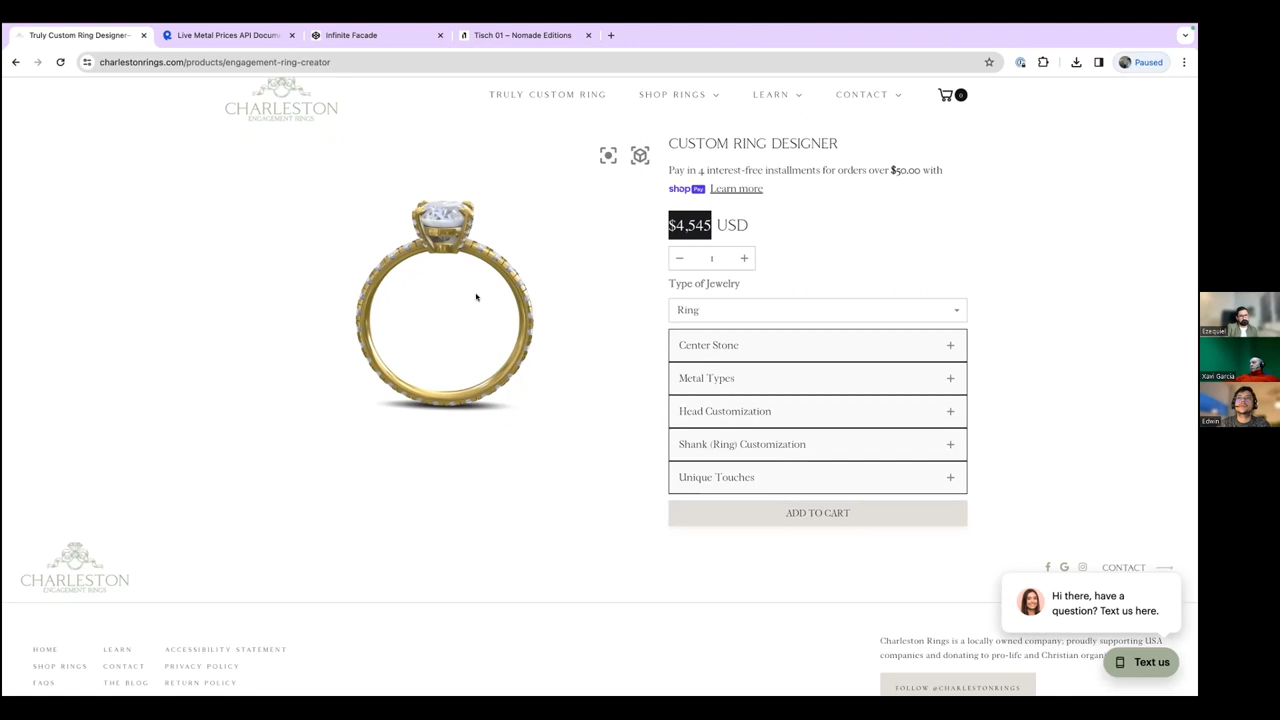 Truly Custom Ring Designer–
Live Metal Prices API Docum
Infinite Facade
Tisch 01 – Nomade Editions
charlestonrings.com/products/engagement-ring-creator
Paused
CHARLESTON
ENGAGEMENT RINGS
TRULY CUSTOM RING
SHOP RINGS
LEARN
CONTACT
0
CUSTOM RING DESIGNER
Pay in 4 interest-free installments for orders over $50.00 with
shop Pay Learn more
$4,545 USD
1
Type of Jewelry
Ring
Center Stone
Metal Types
Head Customization
Shank (Ring) Customization
Unique Touches
ADD TO CART
Ezequiel
Xavi Garcia
Edwin
CHARLESTON
ENGAGEMENT RINGS
CONTACT
Hi there, have a
question? Text us here.
Text us
HOME
LEARN
ACCESSIBILITY STATEMENT
SHOP RINGS
CONTACT
PRIVACY POLICY
FAQS
THE BLOG
RETURN POLICY
Charleston Rings is a locally owned company; proudly supporting USA
companies and donating to pro-life and Christian
FOLLOW @CHARLESTONRINGS